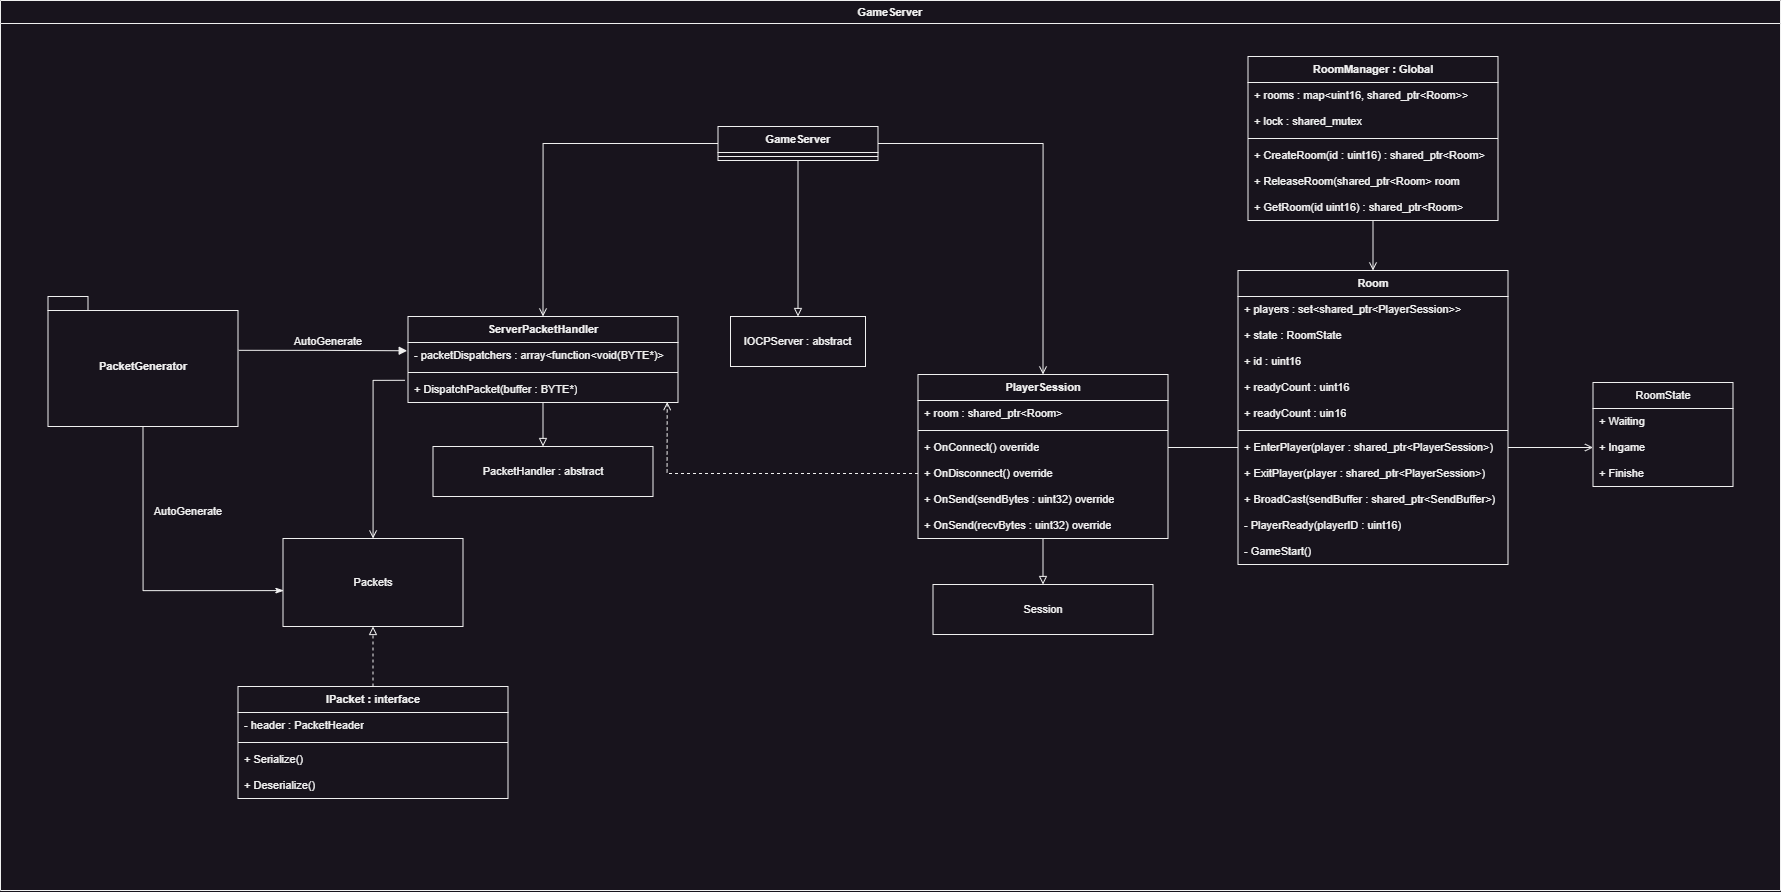 GameServer
RoomManager : Global
+ rooms : map<uint16, shared_ptr<Room>>
+ lock : shared_mutex
+ CreateRoom(id : uint16) : shared_ptr<Room>
+ ReleaseRoom(shared_ptr<Room> room
+ GetRoom(id uint16) : shared_ptr<Room>
GameServer
PacketGenerator
AutoGenerate
AutoGenerate
ServerPacketHandler
- packetDispatchers : array<function<void(BYTE*)>
+ DispatchPacket(buffer : BYTE*)
PacketHandler : abstract
IOCPServer : abstract
Packets
IPacket : interface
- header : PacketHeader
+ Serialize()
+ Deserialize()
PlayerSession
+ room : shared_ptr<Room>
+ OnConnect() override
+ OnDisconnect() override
+ OnSend(sendBytes : uint32) override
+ OnSend(recvBytes : uint32) override
Session
Room
+ players : set<shared_ptr<PlayerSession>>
+ state : RoomState
+ id : uint16
+ readyCount : uint16
+ readyCount : uin16
+ EnterPlayer(player : shared_ptr<PlayerSession>)
+ ExitPlayer(player : shared_ptr<PlayerSession>)
+ BroadCast(sendBuffer : shared_ptr<SendBuffer>)
- PlayerReady(playerID : uint16)
- GameStart()
RoomState
+ Waiting
+ Ingame
+ Finishe